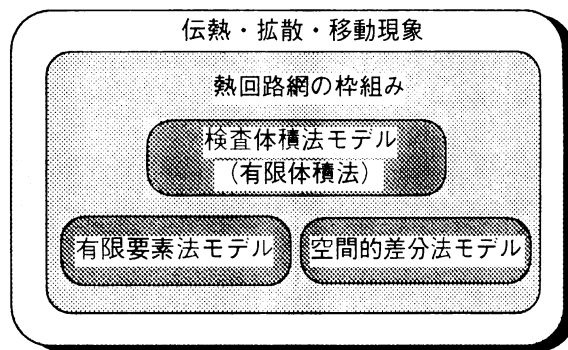 伝熱・拡散・移動現象
熱回路網の枠組み
検査体積法モデル
（有限体積法）
有限要素法モデル
空間的差分法モデル